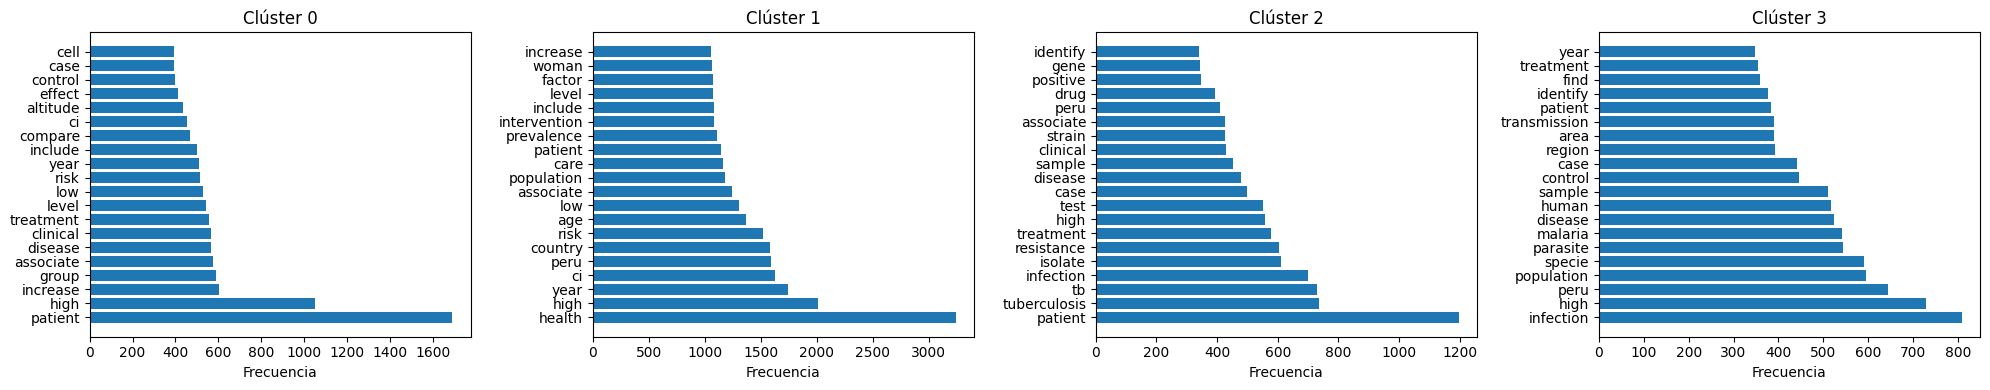 Clúster 0
cell
case
control
effect
altitude
ci
compare
include
year
risk
low
level
treatment
clinical
disease
associate
group
increase
high
patient
0 200 400 600 800 1000 1200 1400 1600
Frecuencia
Clúster 1
increase
woman
factor
level
include
intervention
prevalence
patient
care
population
associate
low
age
risk
country
peru
ci
year
high
health
0 500 1000 1500 2000 2500 3000
Frecuencia
Clúster 2
identify
gene
positive
drug
peru
associate
strain
clinical
sample
disease
case
test
high
treatment
resistance
isolate
infection
tb
tuberculosis
patient
0 200 400 600 800 1000 1200
Frecuencia
Clúster 3
year
treatment
find
identify
patient
transmission
area
region
case
control
sample
human
disease
malaria
parasite
specie
population
peru
high
infection
0 100 200 300 400 500 600 700 800
Frecuencia